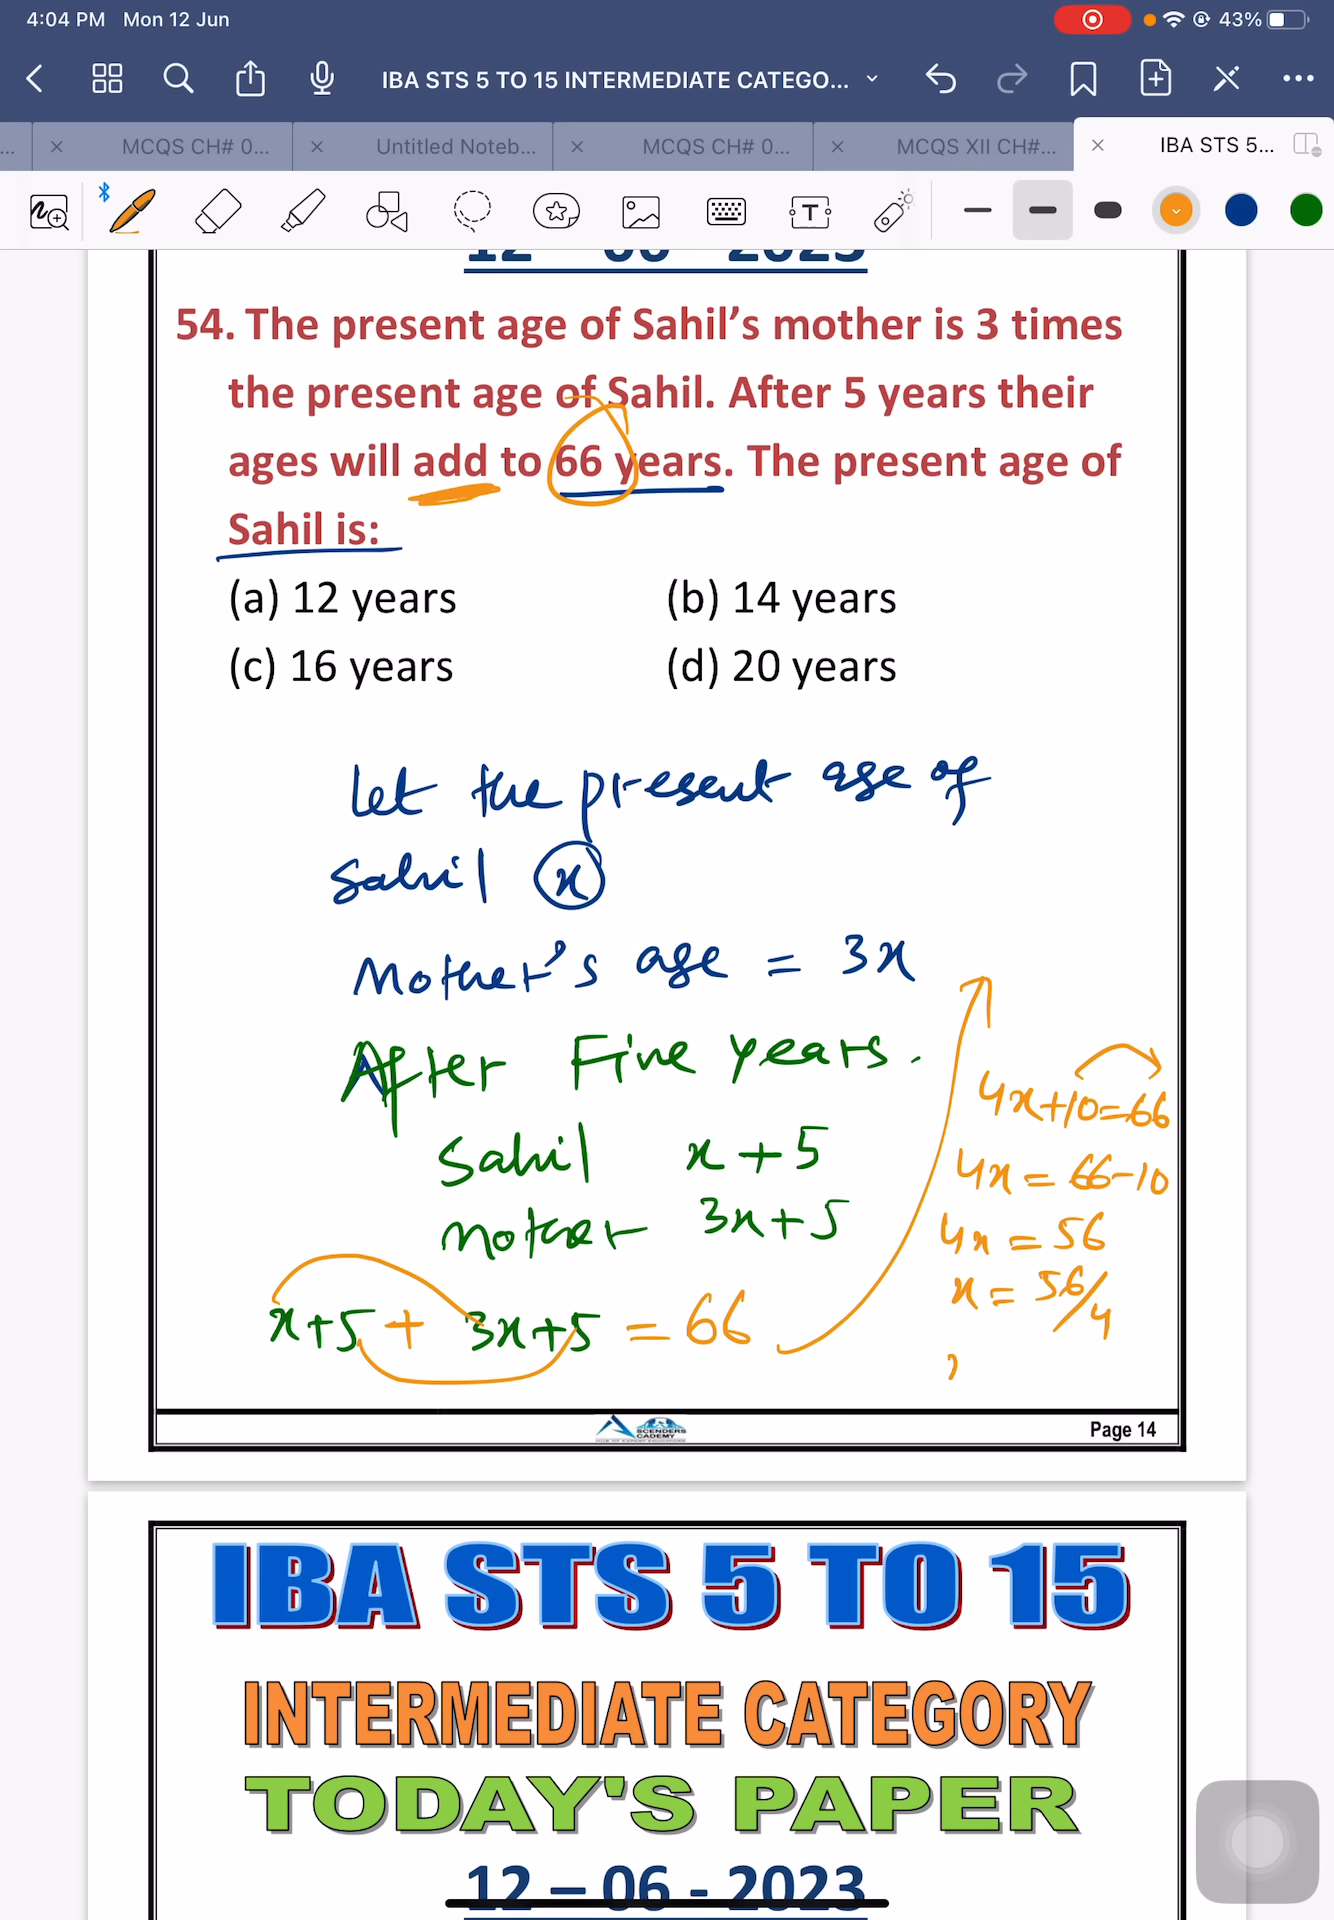 4:04 PM Mon 12 Jun
43%
IBA STS 5 TO 15 INTERMEDIATE CATEGO...
...
MCQS CH# 0...
Untitled Noteb...
MCQS CH# 0...
MCQS XII CH#...
IBA STS 5...
12 – 06 - 2023
54. The present age of Sahil’s mother is 3 times
the present age of Sahil. After 5 years their
ages will add to 66 years. The present age of
Sahil is:
(a) 12 years
(b) 14 years
(c) 16 years
(d) 20 years
Let the present age of
Sahil x
Mother's age = 3x
After Five years.
Sahil x+5
mother 3x+5
x+5 + 3x+5 = 66
4x+10=66
4x = 66-10
4x = 56
x = 56/4
SCENDERS
CADEMY
Page 14
IBA STS 5 TO 15
INTERMEDIATE CATEGORY
TODAY'S PAPER
12 – 06 - 2023